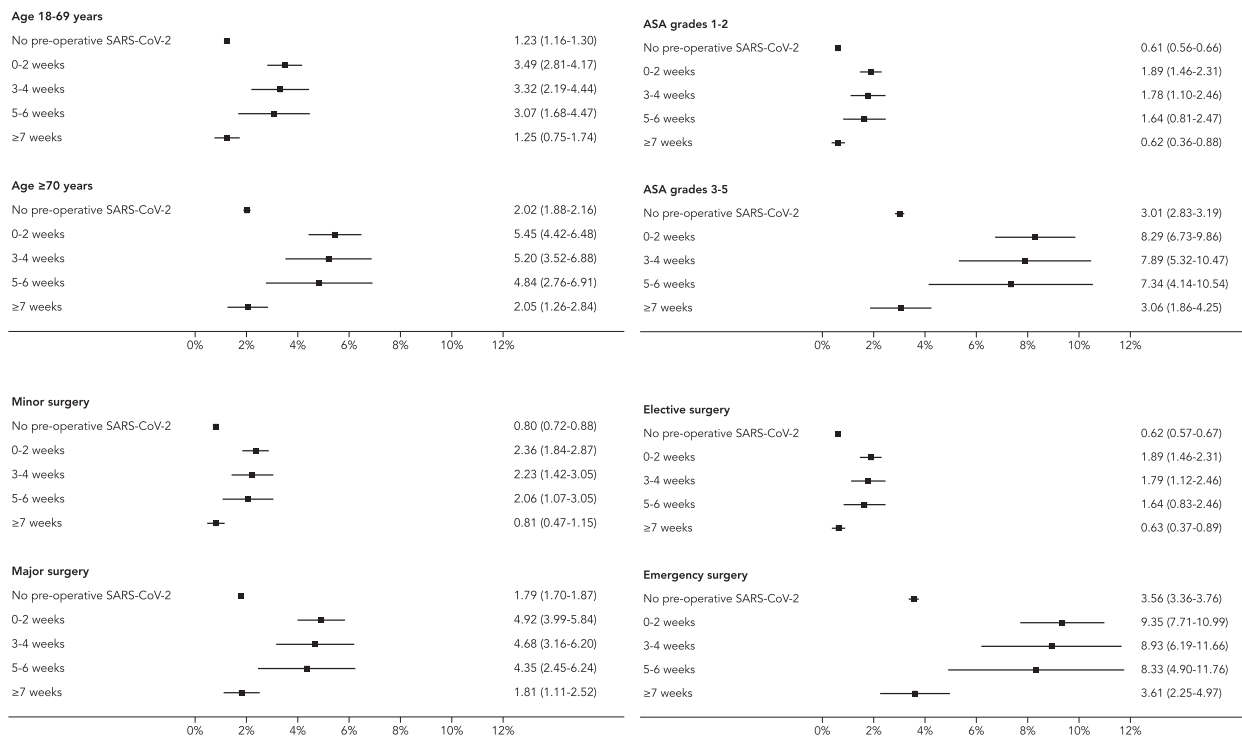 Age 18-69 years
No pre-operative SARS-CoV-2 1.23 (1.16-1.30)
0-2 weeks 3.49 (2.81-4.17)
3-4 weeks 3.32 (2.19-4.44)
5-6 weeks 3.07 (1.68-4.47)
≥7 weeks 1.25 (0.75-1.74)
Age ≥70 years
No pre-operative SARS-CoV-2 2.02 (1.88-2.16)
0-2 weeks 5.45 (4.42-6.48)
3-4 weeks 5.20 (3.52-6.88)
5-6 weeks 4.84 (2.76-6.91)
≥7 weeks 2.05 (1.26-2.84)
0% 2% 4% 6% 8% 10% 12%
ASA grades 1-2
No pre-operative SARS-CoV-2 0.61 (0.56-0.66)
0-2 weeks 1.89 (1.46-2.31)
3-4 weeks 1.78 (1.10-2.46)
5-6 weeks 1.64 (0.81-2.47)
≥7 weeks 0.62 (0.36-0.88)
ASA grades 3-5
No pre-operative SARS-CoV-2 3.01 (2.83-3.19)
0-2 weeks 8.29 (6.73-9.86)
3-4 weeks 7.89 (5.32-10.47)
5-6 weeks 7.34 (4.14-10.54)
≥7 weeks 3.06 (1.86-4.25)
0% 2% 4% 6% 8% 10% 12%
Minor surgery
No pre-operative SARS-CoV-2 0.80 (0.72-0.88)
0-2 weeks 2.36 (1.84-2.87)
3-4 weeks 2.23 (1.42-3.05)
5-6 weeks 2.06 (1.07-3.05)
≥7 weeks 0.81 (0.47-1.15)
Major surgery
No pre-operative SARS-CoV-2 1.79 (1.70-1.87)
0-2 weeks 4.92 (3.99-5.84)
3-4 weeks 4.68 (3.16-6.20)
5-6 weeks 4.35 (2.45-6.24)
≥7 weeks 1.81 (1.11-2.52)
0% 2% 4% 6% 8% 10% 12%
Elective surgery
No pre-operative SARS-CoV-2 0.62 (0.57-0.67)
0-2 weeks 1.89 (1.46-2.31)
3-4 weeks 1.79 (1.12-2.46)
5-6 weeks 1.64 (0.83-2.46)
≥7 weeks 0.63 (0.37-0.89)
Emergency surgery
No pre-operative SARS-CoV-2 3.56 (3.36-3.76)
0-2 weeks 9.35 (7.71-10.99)
3-4 weeks 8.93 (6.19-11.66)
5-6 weeks 8.33 (4.90-11.76)
≥7 weeks 3.61 (2.25-4.97)
0% 2% 4% 6% 8% 10% 12%